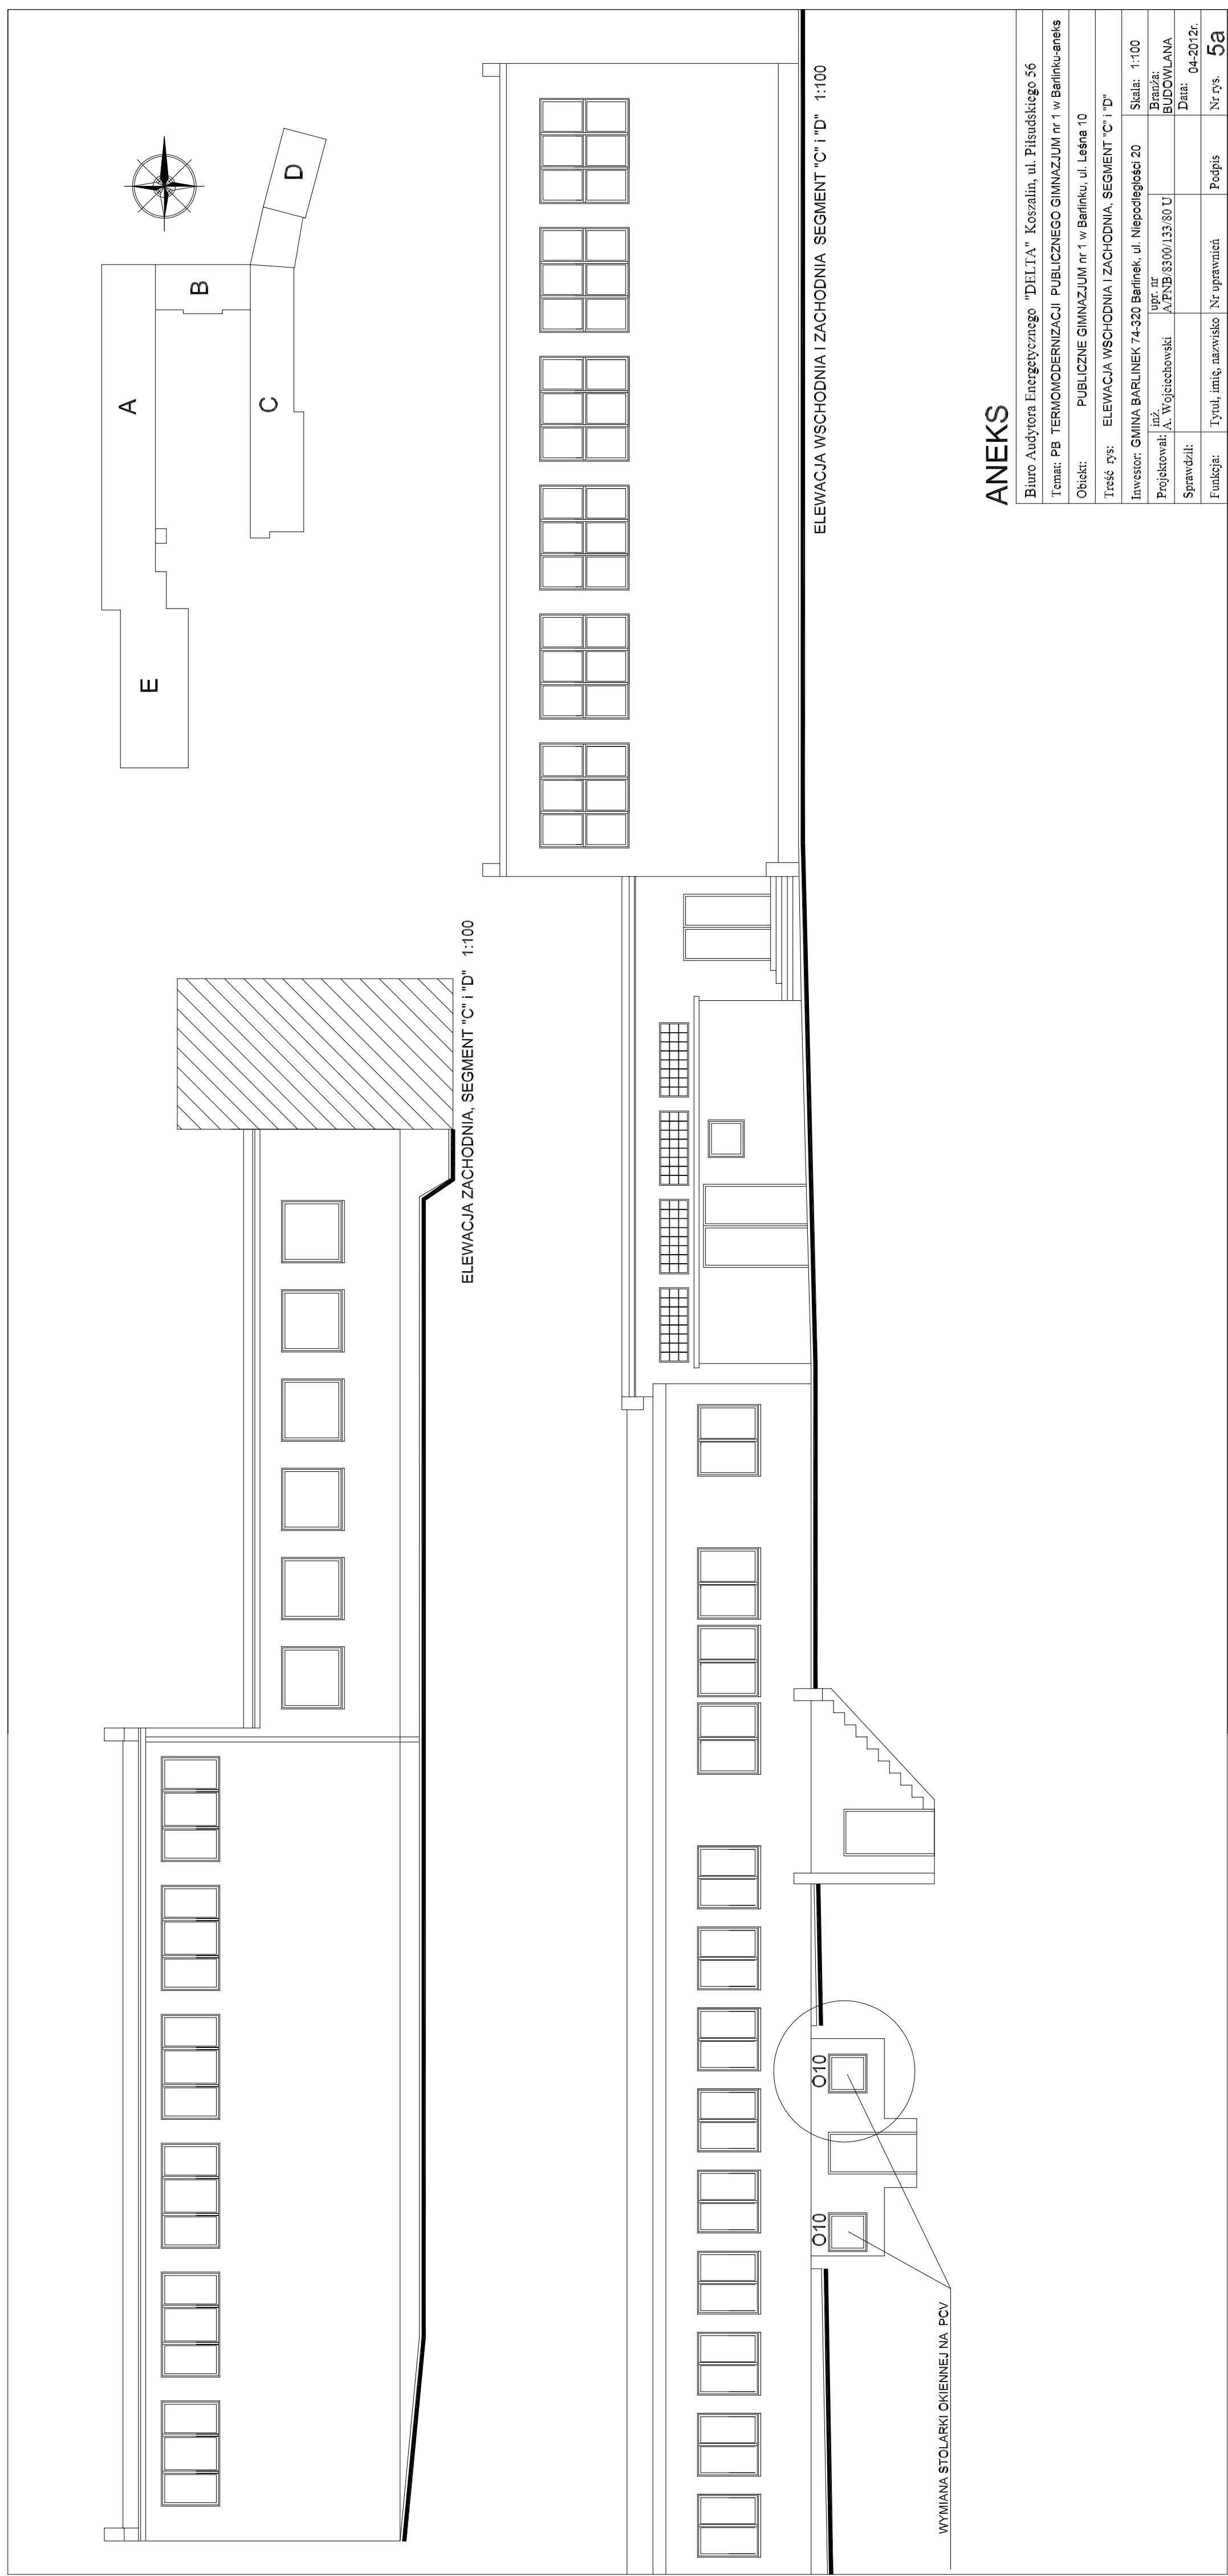 A
B
C
D
E
ELEWACJA ZACHODNIA, SEGMENT "C" i "D" 1:100
ELEWACJA WSCHODNIA I ZACHODNIA SEGMENT "C" i "D" 1:100
O10
O10
WYMIANA STOLARKI OKIENNEJ NA PCV
ANEKS
Biuro Audytora Energetycznego "DELTA" Koszalin, ul. Piłsudskiego 56
Temat: PB TERMOMODERNIZACJI PUBLICZNEGO GIMNAZJUM nr 1 w Barlinku-aneks
Obiekt: PUBLICZNE GIMNAZJUM nr 1 w Barlinku, ul. Leśna 10
Treść rys: ELEWACJA WSCHODNIA I ZACHODNIA, SEGMENT "C" i "D"
Inwestor: GMINA BARLINEK 74-320 Barlinek, ul. Niepodległości 20 Skala: 1:100
Projektował: inż. A. Wojciechowski upr. nr A/PNB/8300/133/80 U Branża: BUDOWLANA
Sprawdził: Data: 04-2012r.
Funkcja: Tytuł, imię, nazwisko Nr uprawnień Podpis Nr rys. 5a